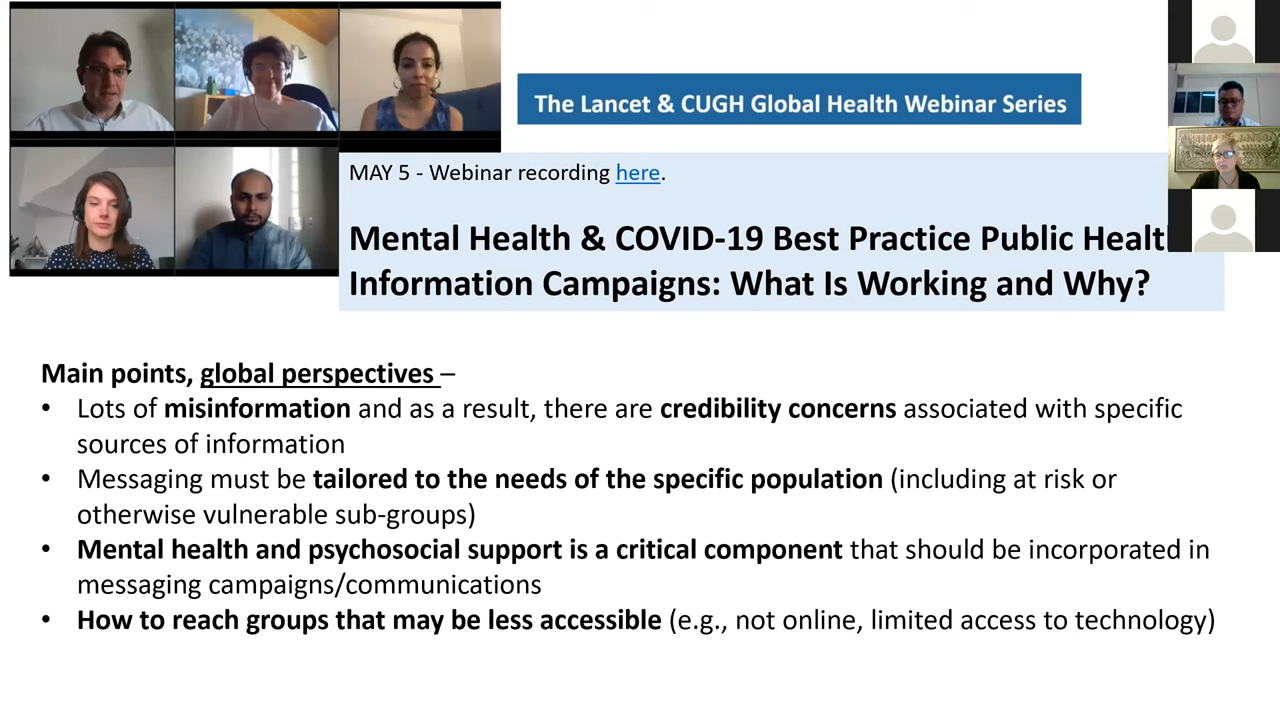 The Lancet & CUGH Global Health Webinar Series
MAY 5 - Webinar recording here.
Mental Health & COVID-19 Best Practice Public Healt
Information Campaigns: What Is Working and Why?
Main points, global perspectives –
• Lots of misinformation and as a result, there are credibility concerns associated with specific
sources of information
• Messaging must be tailored to the needs of the specific population (including at risk or
otherwise vulnerable sub-groups)
• Mental health and psychosocial support is a critical component that should be incorporated in
messaging campaigns/communications
• How to reach groups that may be less accessible (e.g., not online, limited access to technology)